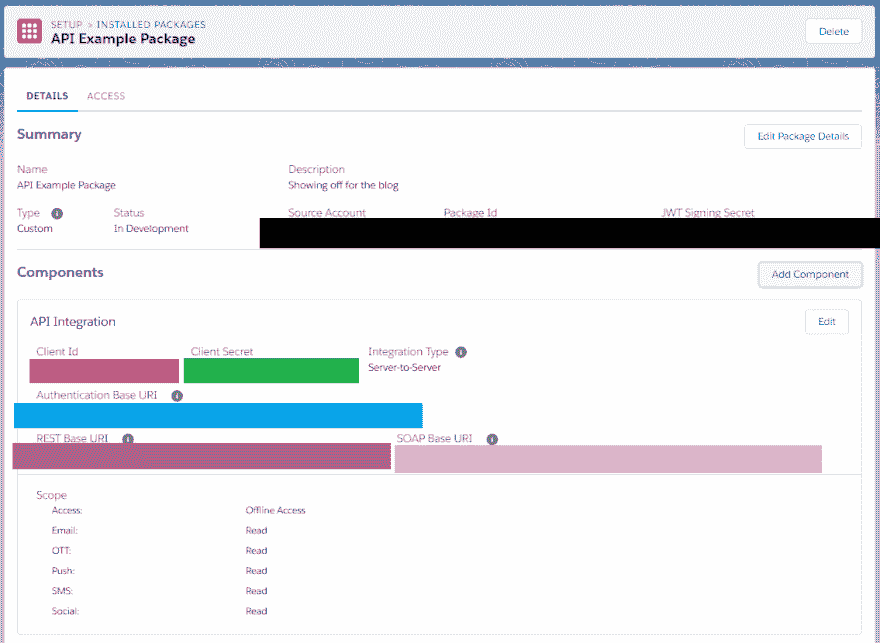 SETUP > INSTALLED PACKAGES
API Example Package
Delete
DETAILS ACCESS
Summary
Edit Package Details
Name Description
API Example Package Showing off for the blog
Type Status Source Account Package Id JWT Signing Secret
Custom In Development
Components
Add Component
API Integration
Edit
Client Id Client Secret Integration Type
Server-to-Server
Authentication Base URI
REST Base URI SOAP Base URI
Scope
Access: Offline Access
Email: Read
OTT: Read
Push: Read
SMS: Read
Social: Read